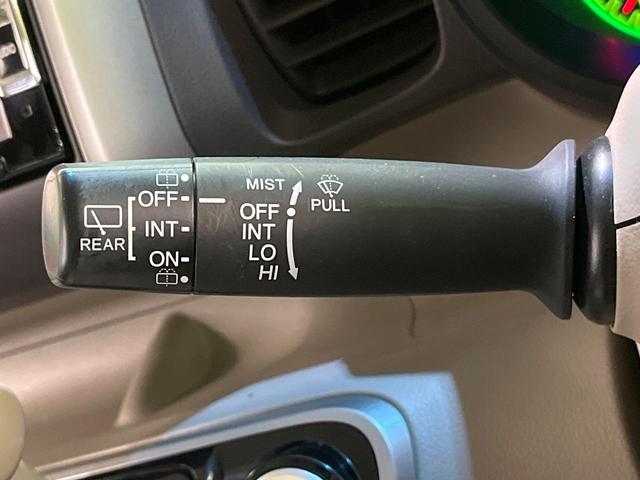 REAR
OFF
INT
ON
MIST
OFF
INT
LO
HI
PULL